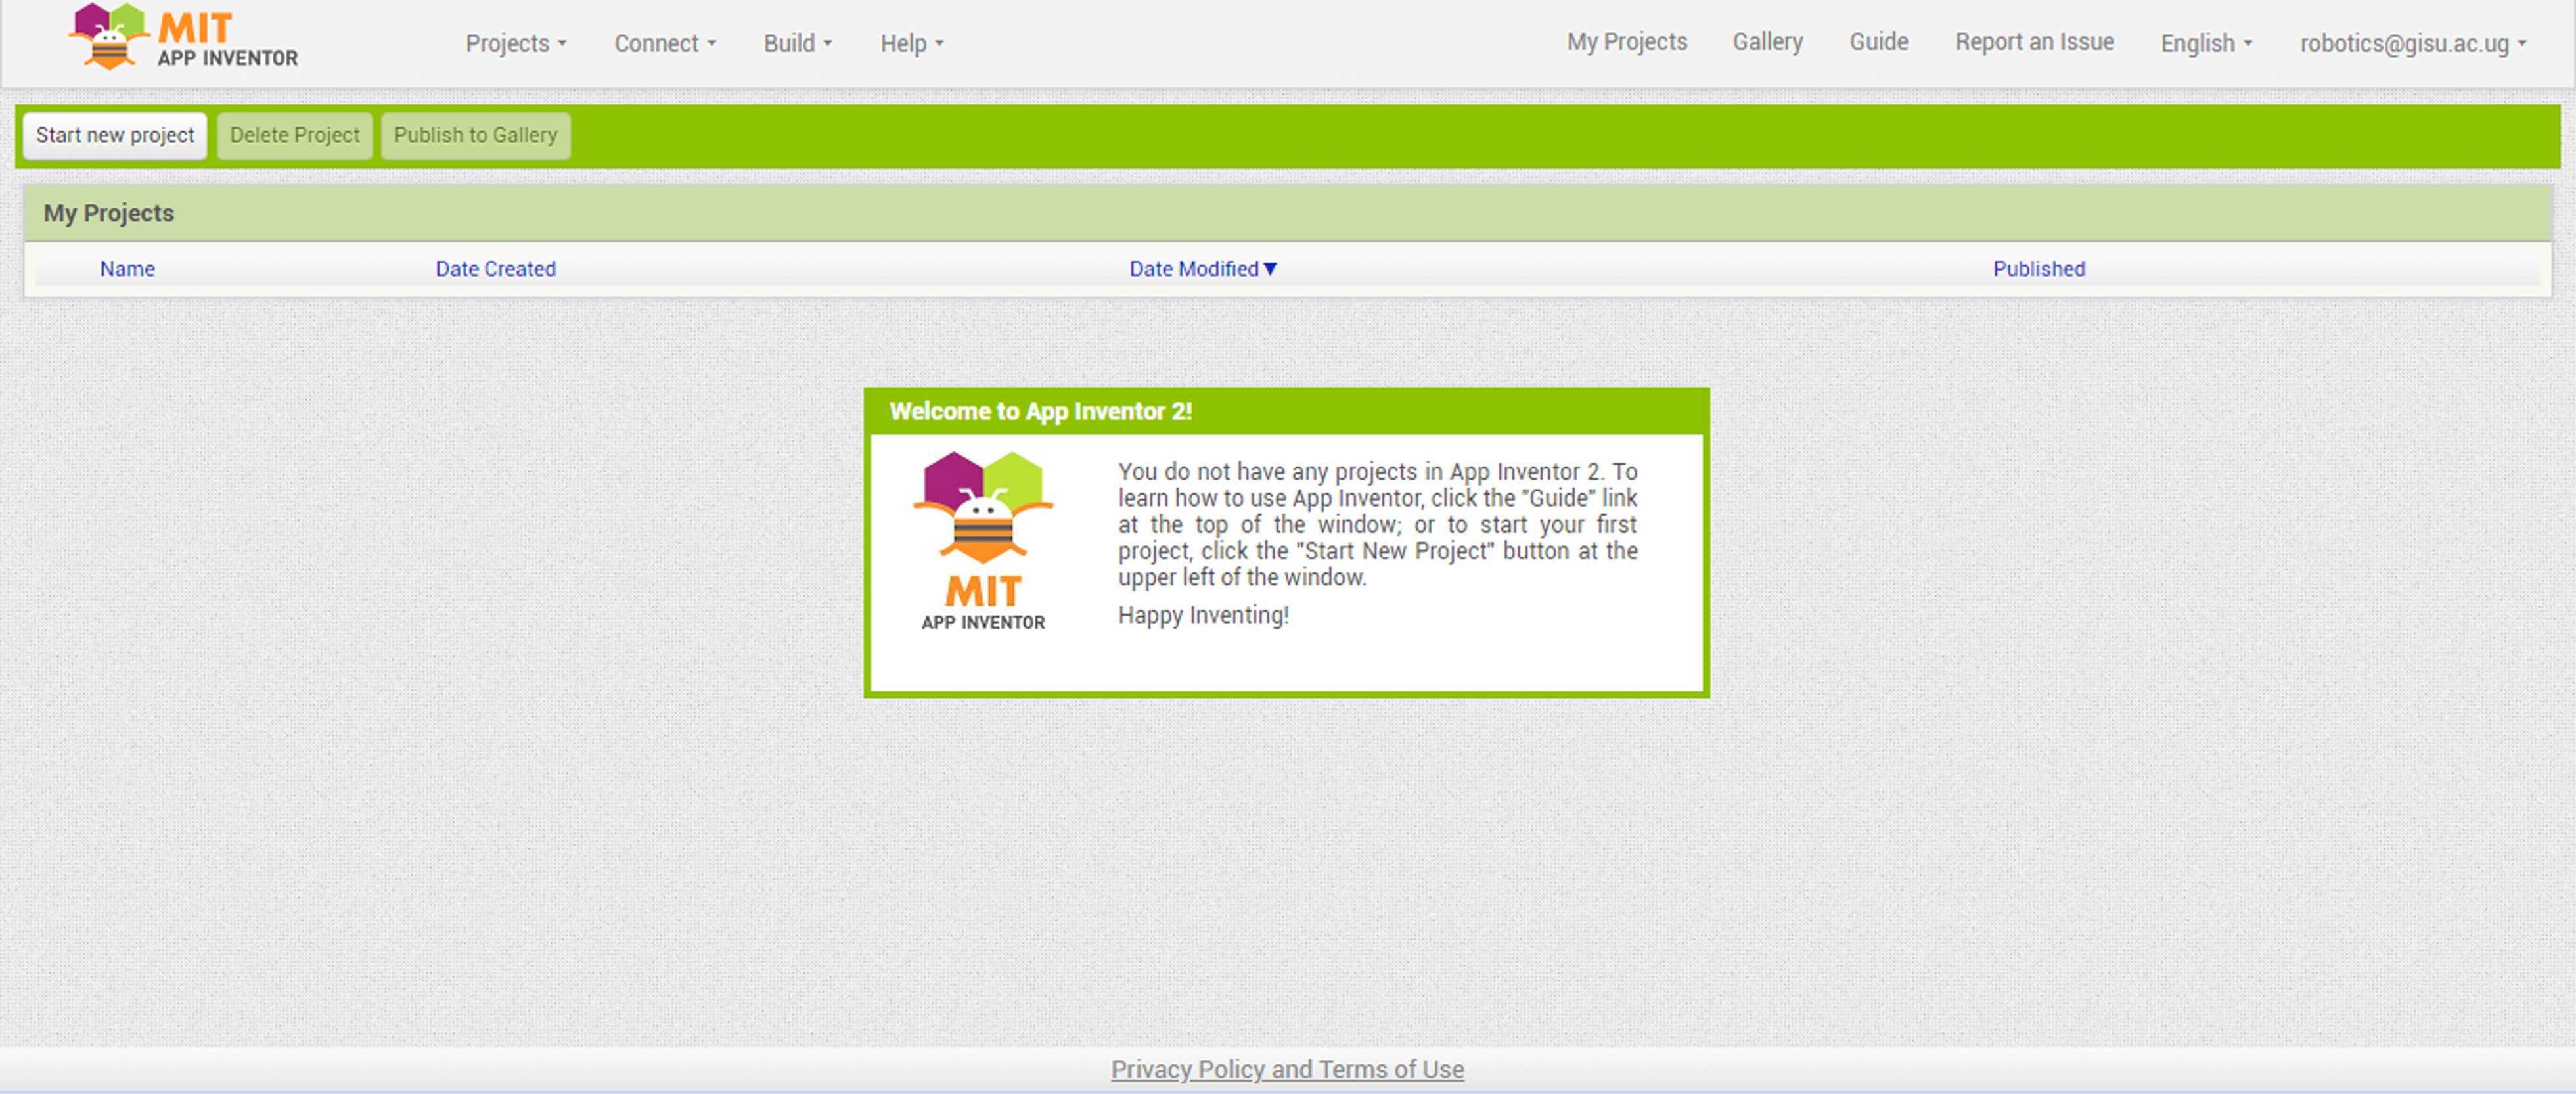 MIT
APP INVENTOR
Projects Connect Build Help My Projects Gallery Guide Report an Issue English robotics@gisu.ac.ug
Start new project Delete Project Publish to Gallery
My Projects
Name Date Created Date Modified▼ Published
Welcome to App Inventor 2!
You do not have any projects in App Inventor 2. To
learn how to use App Inventor, click the "Guide" link
at the top of the window; or to start your first
project, click the "Start New Project" button at the
upper left of the window.
Happy Inventing!
MIT
APP INVENTOR
Privacy Policy and Terms of Use